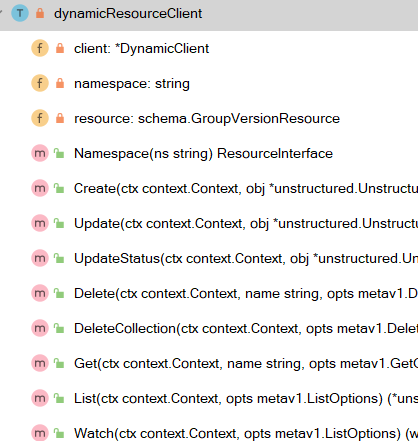 T dynamicResourceClient
f client: *DynamicClient
f namespace: string
f resource: schema.GroupVersionResource
m Namespace(ns string) ResourceInterface
m Create(ctx context.Context, obj *unstructured.Unstructu
m Update(ctx context.Context, obj *unstructured.Unstruct
m UpdateStatus(ctx context.Context, obj *unstructured.Un
m Delete(ctx context.Context, name string, opts metav1.D
m DeleteCollection(ctx context.Context, opts metav1.Delet
m Get(ctx context.Context, name string, opts metav1.GetO
m List(ctx context.Context, opts metav1.ListOptions) (*uns
m Watch(ctx context.Context, opts metav1.ListOptions) (w